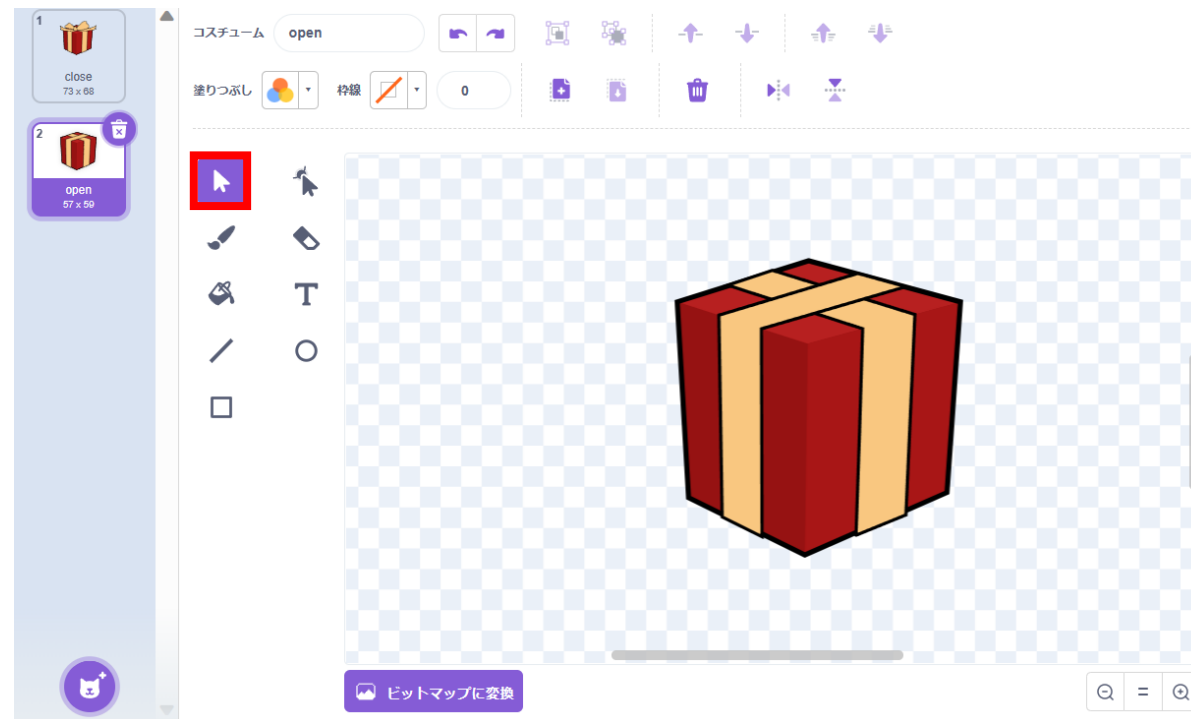 1
close
73 x 68
2
open
57 x 59
コスチューム open
塗りつぶし 枠線 0
T
ビットマップに変換